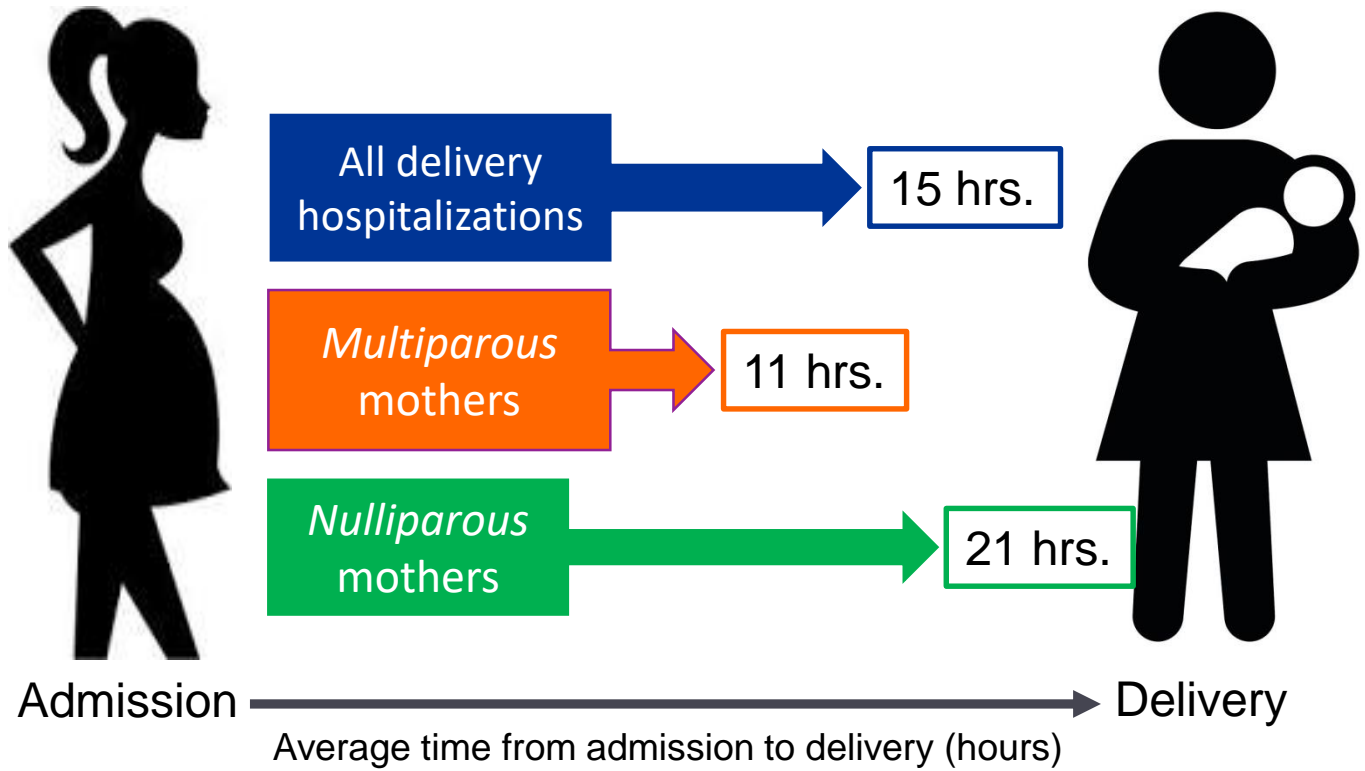 All delivery
hospitalizations
15 hrs.
Multiparous
mothers
11 hrs.
Nulliparous
mothers
21 hrs.
Admission
Delivery
Average time from admission to delivery (hours)